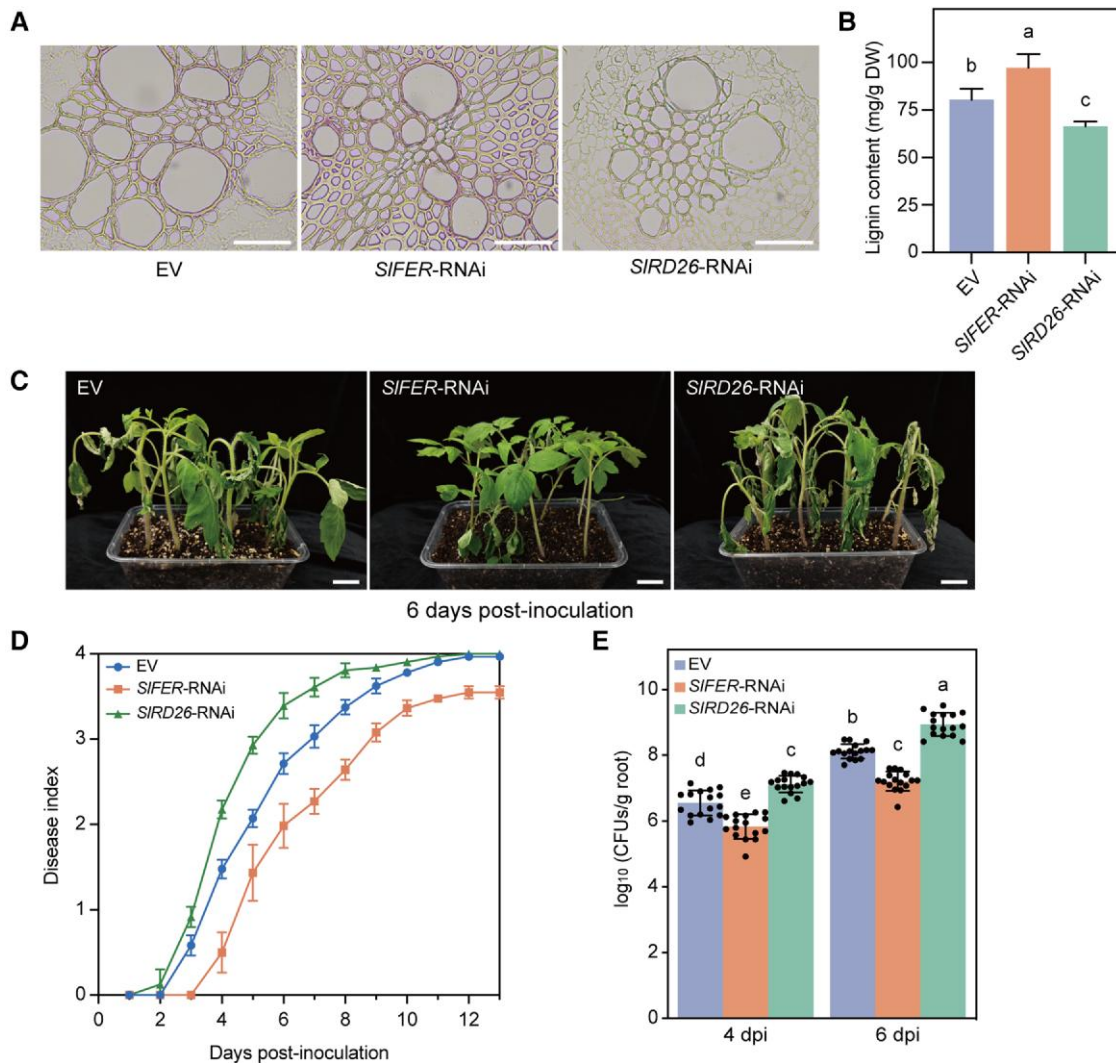 A
EV
SlFER-RNAi
SlRD26-RNAi
B
Lignin content (mg/g DW)
100
75
50
25
0
b
a
c
EV
SlFER-RNAi
SlRD26-RNAi
C
EV
SlFER-RNAi
SlRD26-RNAi
6 days post-inoculation
D
EV
SlFER-RNAi
SlRD26-RNAi
Disease index
4
3
2
1
0
0 2 4 6 8 10 12
Days post-inoculation
E
EV
SlFER-RNAi
SlRD26-RNAi
log₁₀ (CFUs/g root)
10
8
6
4
2
0
d
e
c
b
c
a
4 dpi 6 dpi